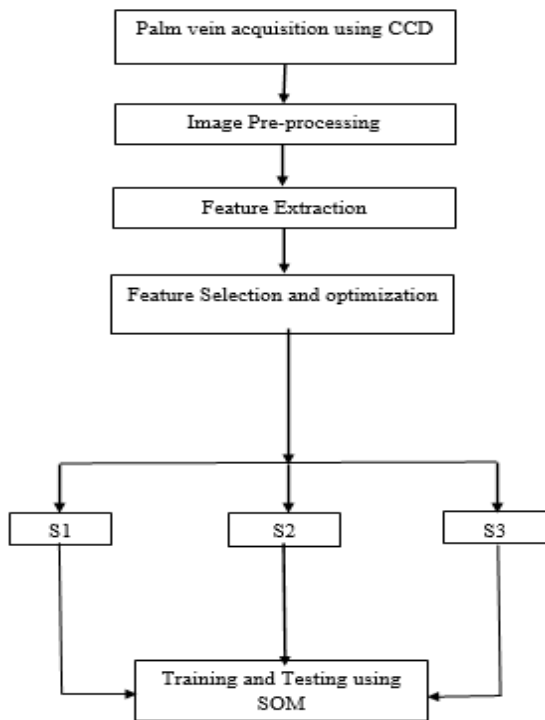 Palm vein acquisition using CCD
Image Pre-processing
Feature Extraction
Feature Selection and optimization
S1
S2
S3
Training and Testing using
SOM